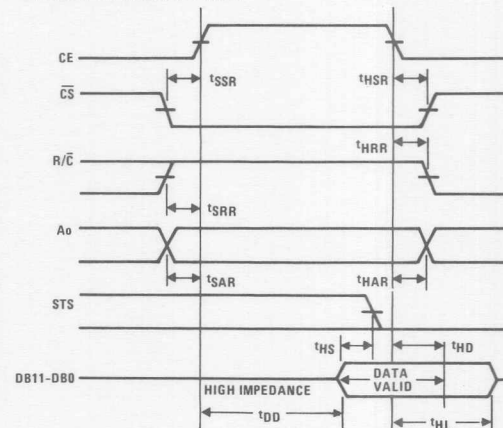 CE
tSSR
tHSR
CS
tHRR
R/C
tSRR
Ao
tSAR
tHAR
STS
tHS
tHD
DB11-DB0
DATA
VALID
HIGH IMPEDANCE
tDD
tHL